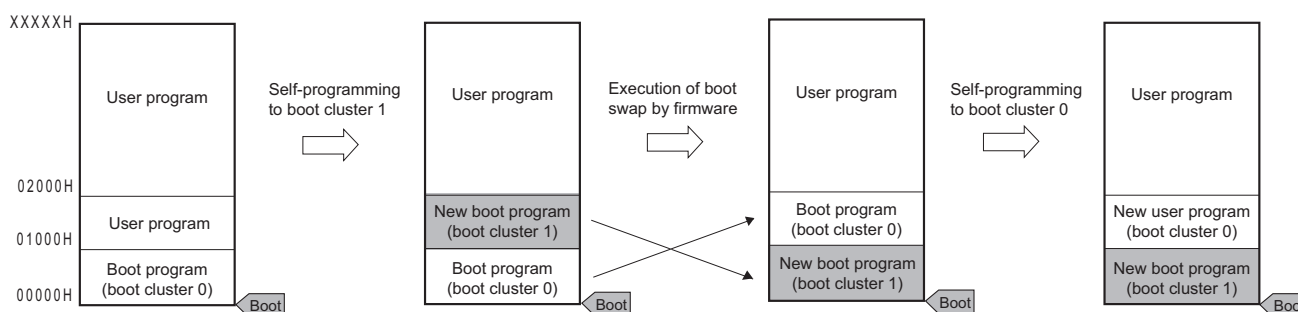 XXXXXH
User program
Self-programming
to boot cluster 1
User program
Execution of boot
swap by firmware
User program
Self-programming
to boot cluster 0
User program
02000H
User program
01000H
Boot program
(boot cluster 0)
00000H
Boot
New boot program
(boot cluster 1)
Boot program
(boot cluster 0)
Boot
Boot program
(boot cluster 0)
New boot program
(boot cluster 1)
Boot
New user program
(boot cluster 0)
New boot program
(boot cluster 1)
Boo